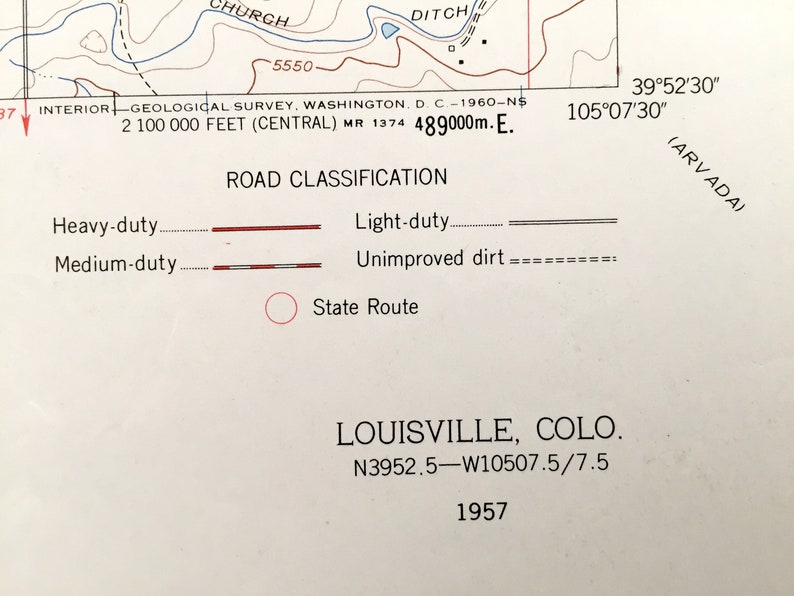 CHURCH
DITCH
5550
39°52'30"
87
INTERIOR—GEOLOGICAL SURVEY, WASHINGTON, D. C.—1960—NS
105°07'30"
2 100 000 FEET (CENTRAL) MR 1374 489000m. E.
(ARVADA)
ROAD CLASSIFICATION
Heavy-duty
Light-duty
Medium-duty
Unimproved dirt
State Route
LOUISVILLE, COLO.
N3952.5—W10507.5/7.5
1957